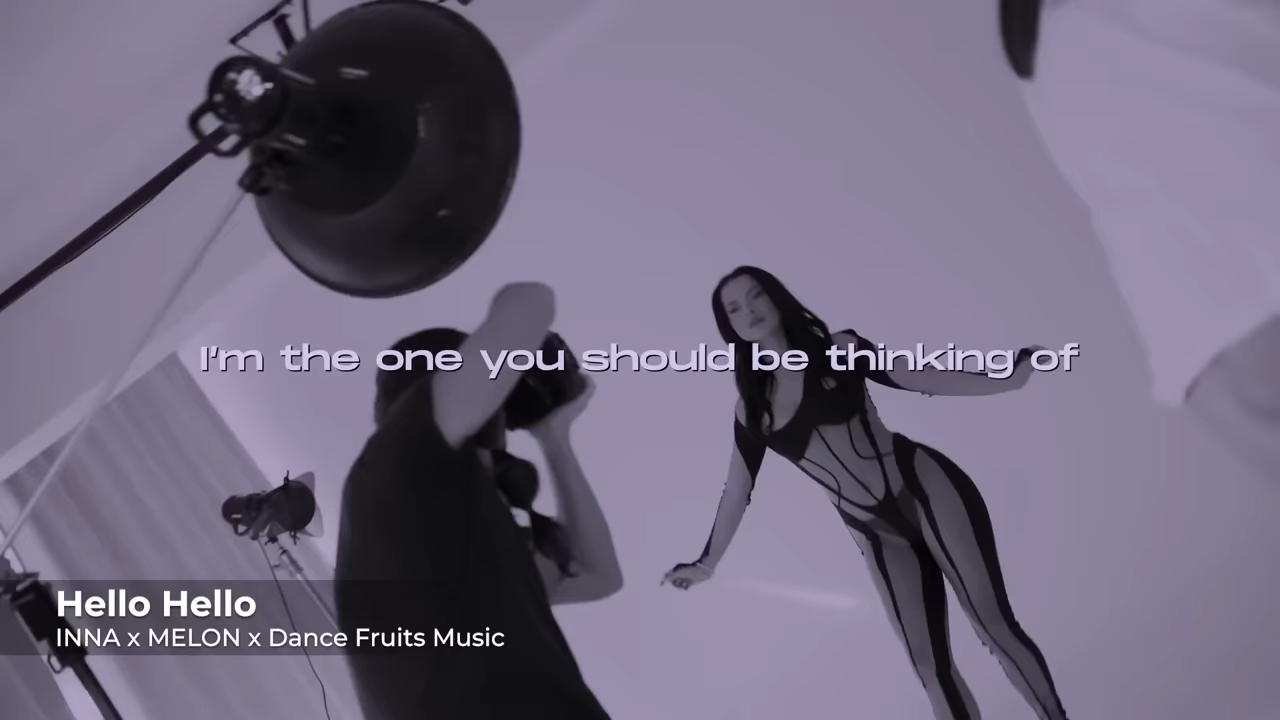 I'm the one you should be thinking of
Hello Hello
INNA x MELON x Dance Fruits Music